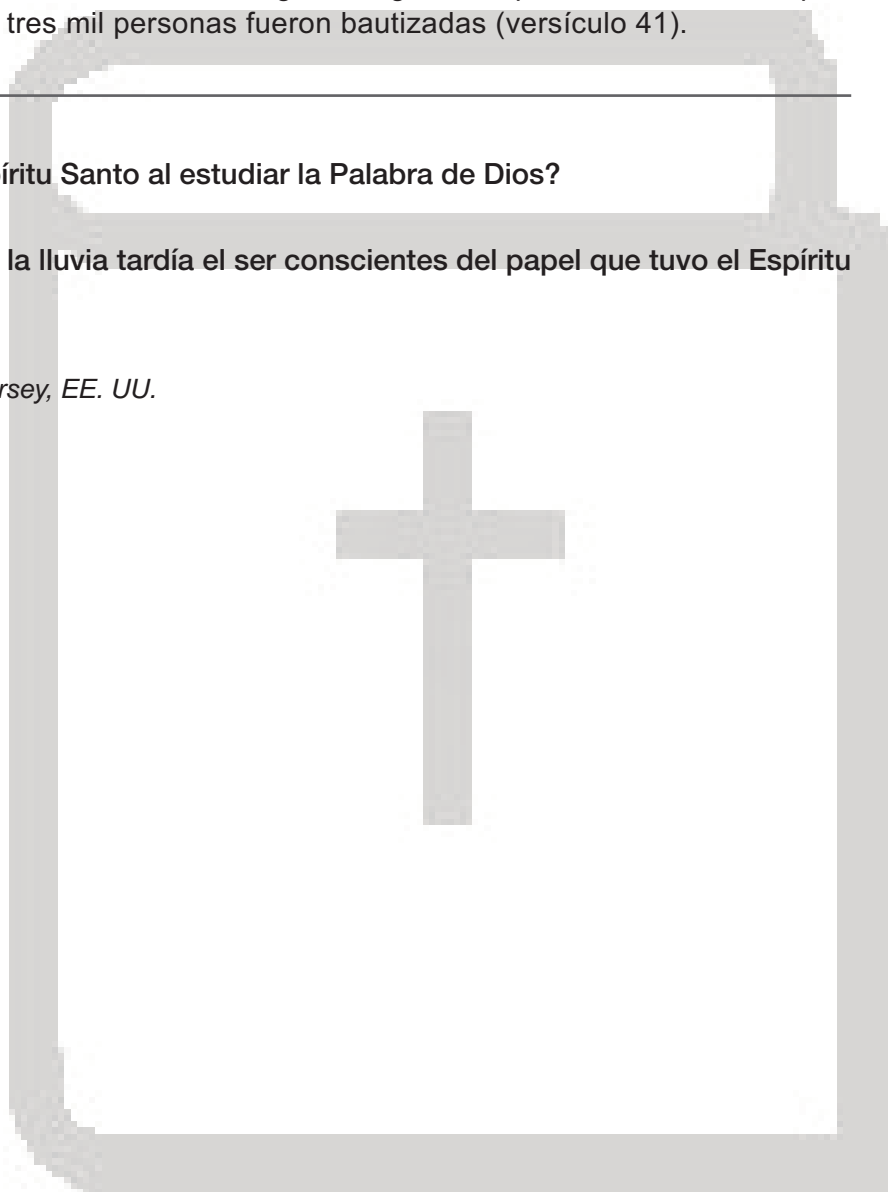 tres mil personas fueron bautizadas (versículo 41).
íritu Santo al estudiar la Palabra de Dios?
la lluvia tardía el ser conscientes del papel que tuvo el Espíritu
rsey, EE. UU.